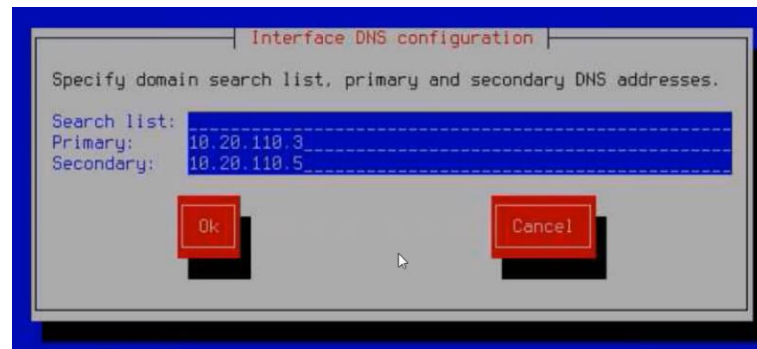 Interface DNS configuration
Specify domain search list, primary and secondary DNS addresses.
Search list:
Primary: 10.20.110.3
Secondary: 10.20.110.5
Ok Cancel